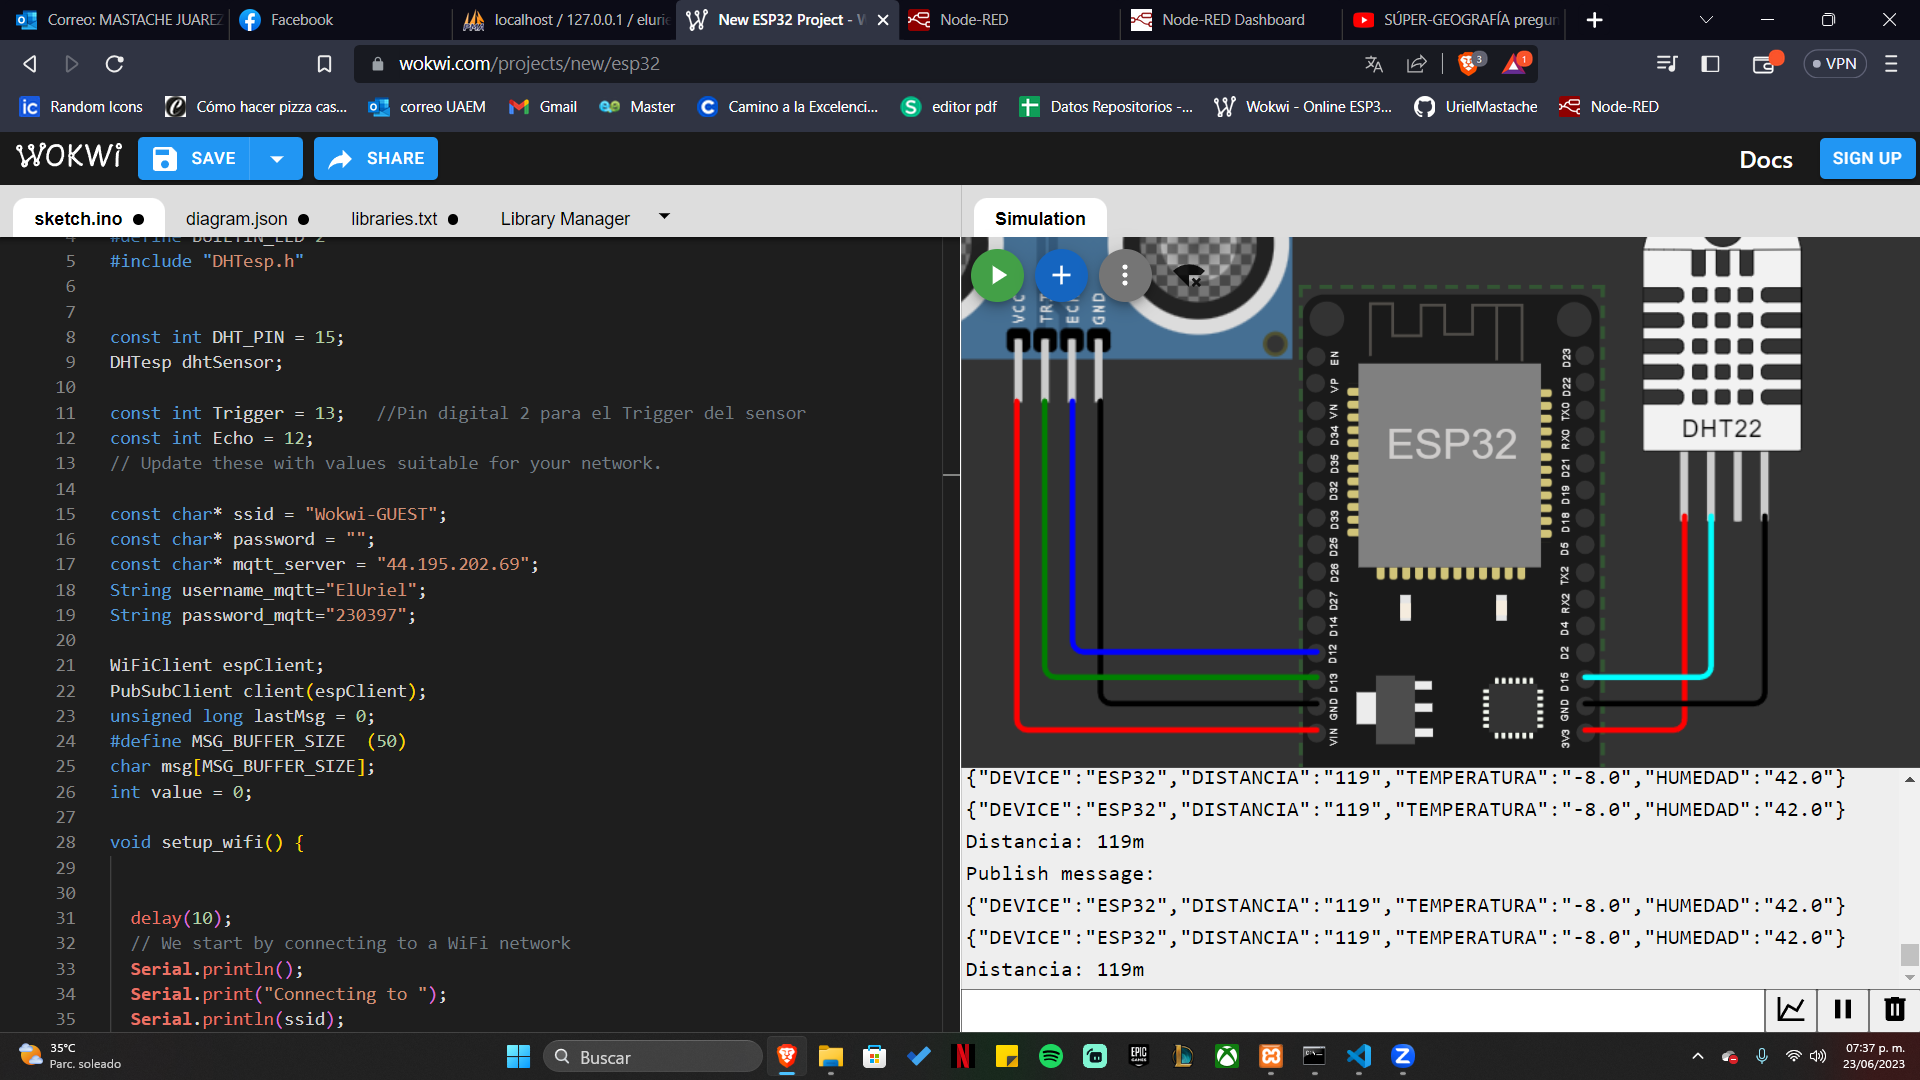 Correo: MASTACHE JUAREZ
Facebook
localhost / 127.0.0.1 / elurie
New ESP32 Project - W
Node-RED
Node-RED Dashboard
SÚPER-GEOGRAFÍA pregun
wokwi.com/projects/new/esp32
3
1
VPN
Random Icons
Cómo hacer pizza cas...
correo UAEM
Gmail
Master
Camino a la Excelenci...
editor pdf
Datos Repositorios -...
Wokwi - Online ESP3...
UrielMastache
Node-RED
WOKWi
SAVE
SHARE
Docs
SIGN UP
sketch.ino
diagram.json
libraries.txt
Library Manager
Simulation
4 #define BUILTIN_LED 2
5 #include "DHTesp.h"
6
7
8 const int DHT_PIN = 15;
9 DHTesp dhtSensor;
10
11 const int Trigger = 13;   //Pin digital 2 para el Trigger del sensor
12 const int Echo = 12;
13 // Update these with values suitable for your network.
14
15 const char* ssid = "Wokwi-GUEST";
16 const char* password = "";
17 const char* mqtt_server = "44.195.202.69";
18 String username_mqtt="ElUriel";
19 String password_mqtt="230397";
20
21 WiFiClient espClient;
22 PubSubClient client(espClient);
23 unsigned long lastMsg = 0;
24 #define MSG_BUFFER_SIZE  (50)
25 char msg[MSG_BUFFER_SIZE];
26 int value = 0;
27
28 void setup_wifi() {
29
30
31 delay(10);
32 // We start by connecting to a WiFi network
33 Serial.println();
34 Serial.print("Connecting to ");
35 Serial.println(ssid);
VCC
TRI
EC
GND
EN
VP
VN
D34
D35
D32
D33
D25
D26
D27
D14
D12
D13
GND
VIN
ESP32
D23
D22
TX0
RX0
D21
D19
D18
D5
TX2
RX2
D4
D2
D15
GND
3V3
DHT22
{"DEVICE":"ESP32","DISTANCIA":"119","TEMPERATURA":"-8.0","HUMEDAD":"42.0"}
{"DEVICE":"ESP32","DISTANCIA":"119","TEMPERATURA":"-8.0","HUMEDAD":"42.0"}
Distancia: 119m
Publish message:
{"DEVICE":"ESP32","DISTANCIA":"119","TEMPERATURA":"-8.0","HUMEDAD":"42.0"}
{"DEVICE":"ESP32","DISTANCIA":"119","TEMPERATURA":"-8.0","HUMEDAD":"42.0"}
Distancia: 119m
35°C
Parc. soleado
Buscar
EPIC GAMES
07:37 p. m.
23/06/2023